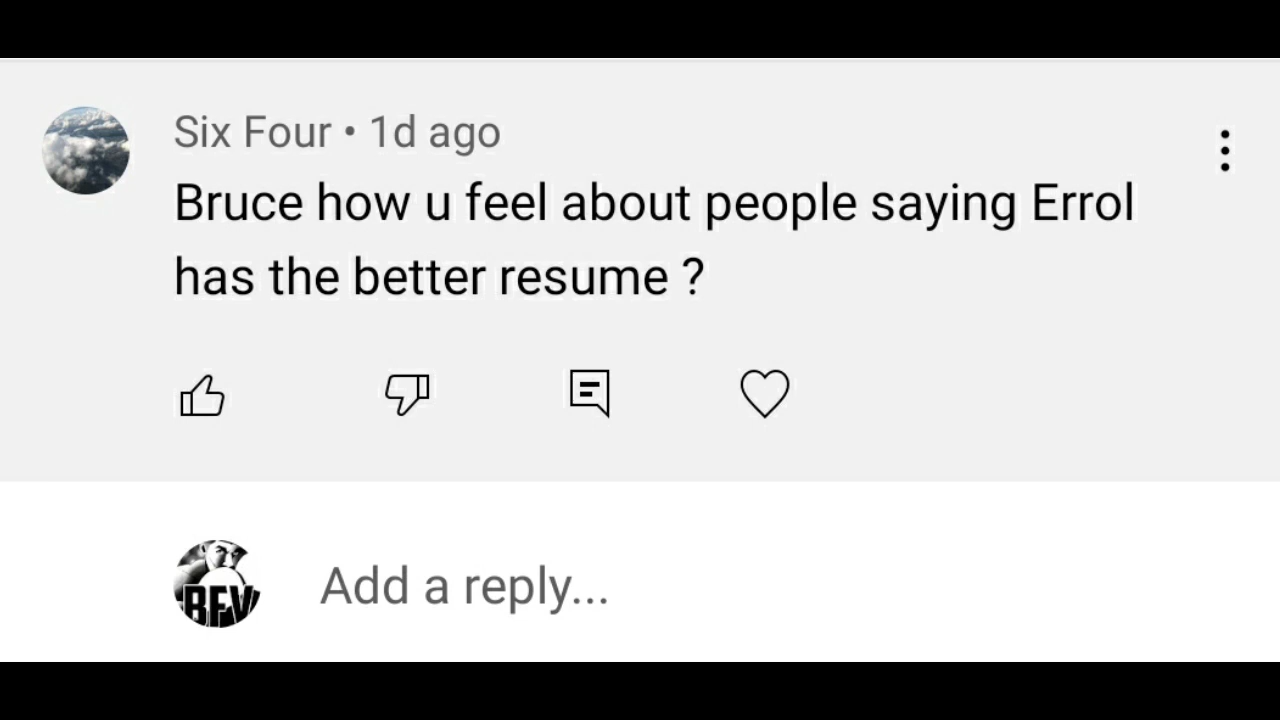 Six Four • 1d ago
Bruce how u feel about people saying Errol
has the better resume ?
BFV
Add a reply...